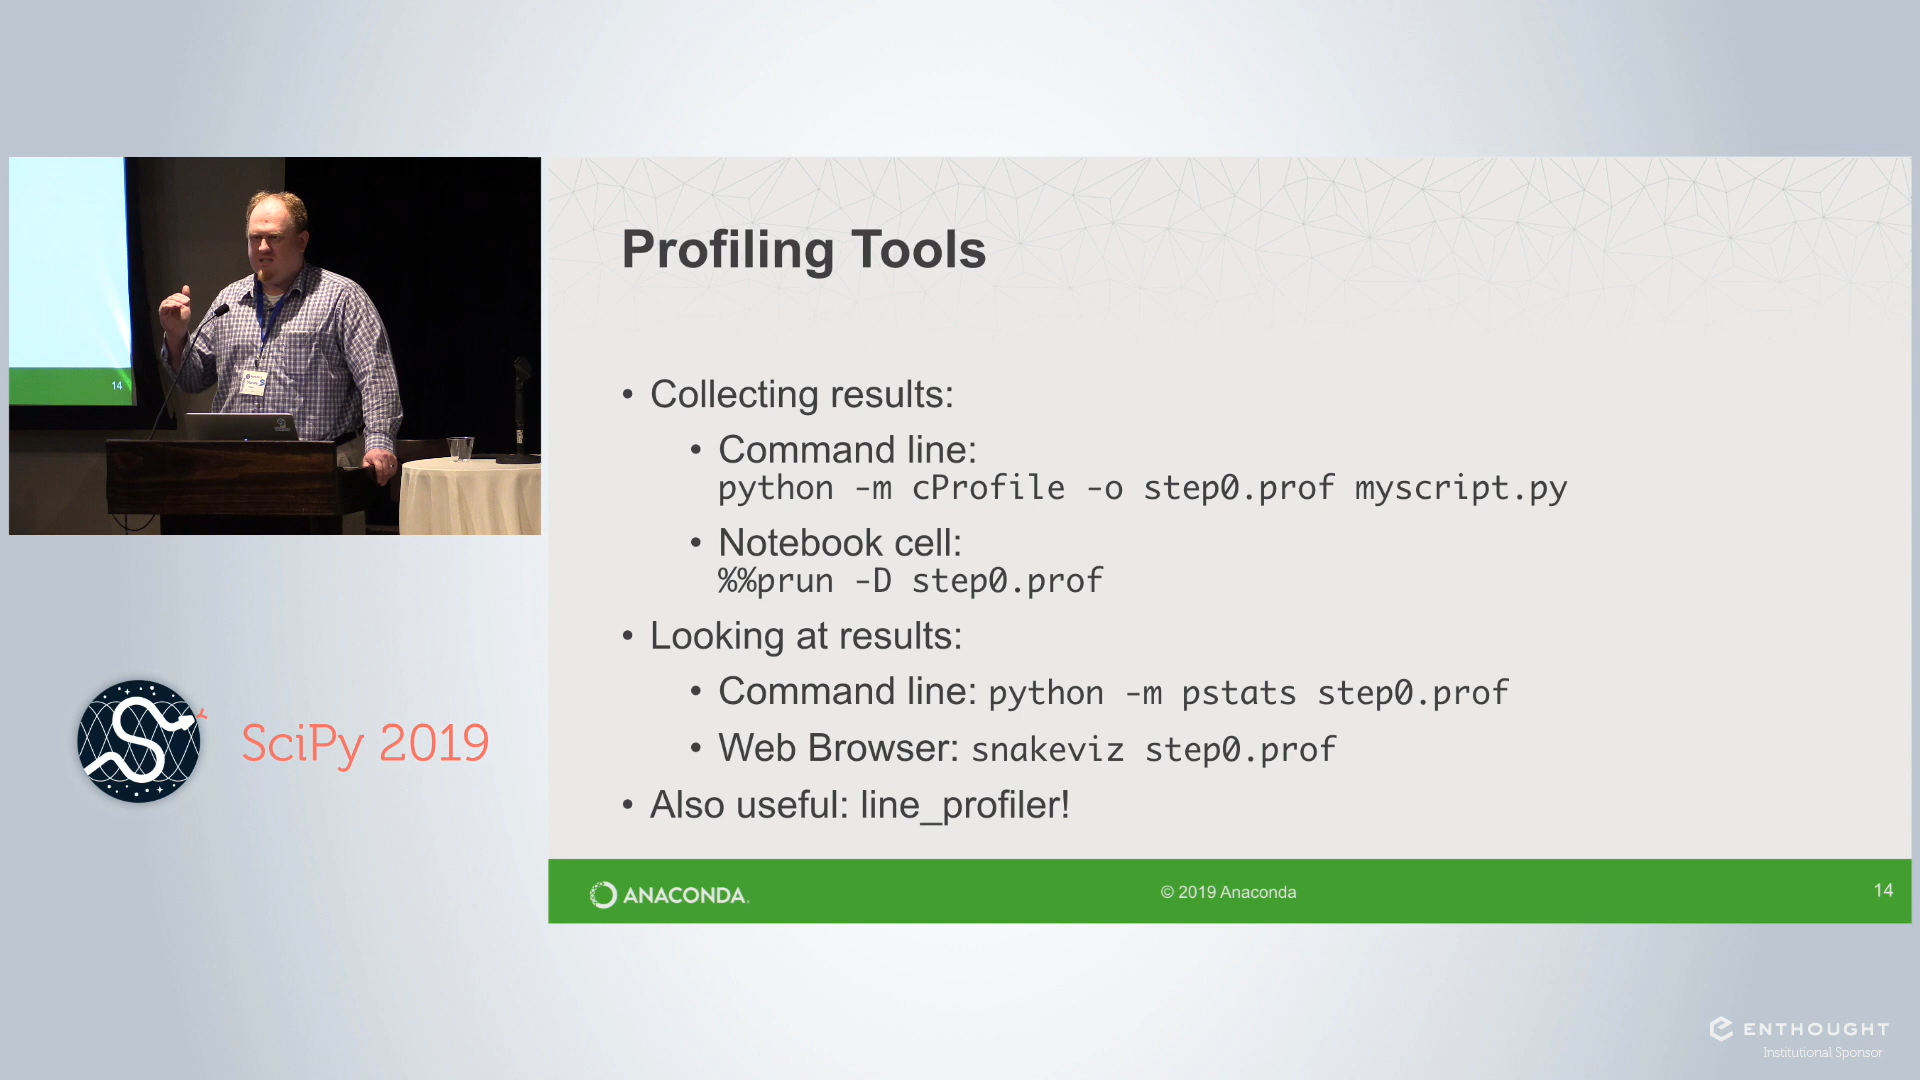 14
Profiling Tools
• Collecting results:
• Command line:
python -m cProfile -o step0.prof myscript.py
• Notebook cell:
%%prun -D step0.prof
• Looking at results:
• Command line: python -m pstats step0.prof
• Web Browser: snakeviz step0.prof
• Also useful: line_profiler!
ANACONDA.
© 2019 Anaconda
14
SciPy 2019
ENTHOUGHT
Institutional Sponsor